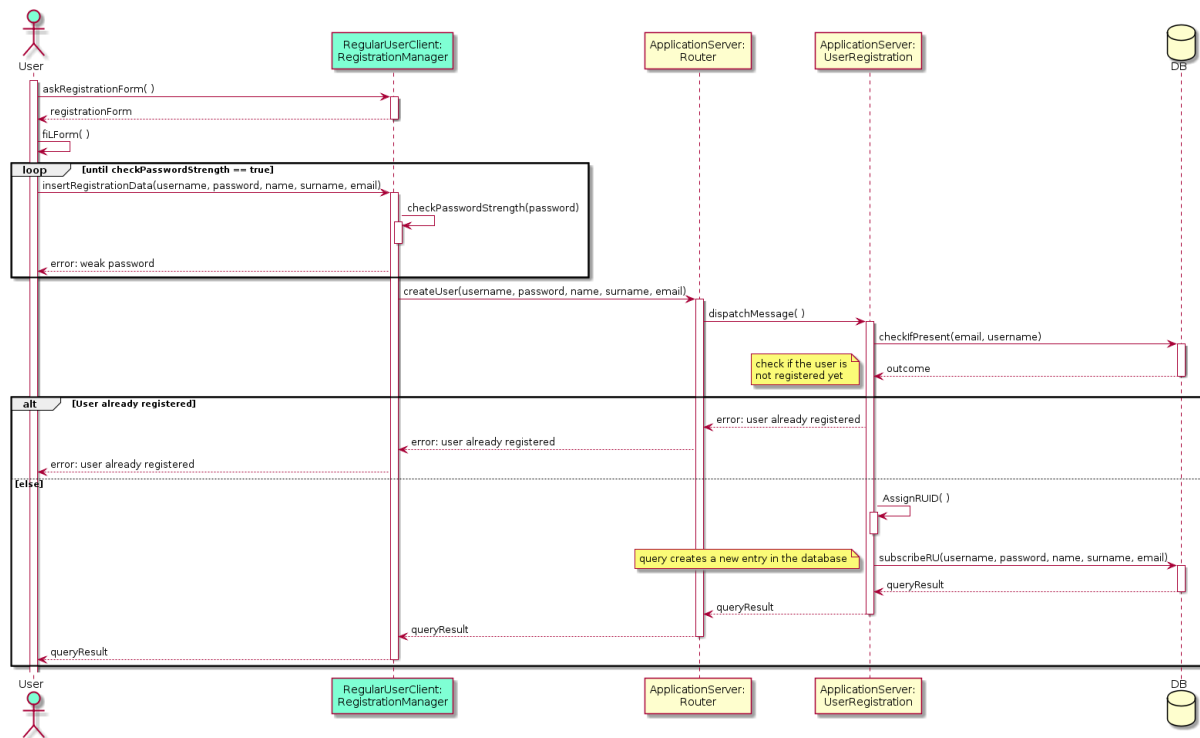 User
RegularUserClient:
RegistrationManager
ApplicationServer:
Router
ApplicationServer:
UserRegistration
DB
askRegistrationForm( )
registrationForm
fiLForm( )
loop [until checkPasswordStrength == true]
insertRegistrationData(username, password, name, surname, email)
checkPasswordStrength(password)
error: weak password
createUser(username, password, name, surname, email)
dispatchMessage( )
checkIfPresent(email, username)
check if the user is
not registered yet
outcome
alt [User already registered]
error: user already registered
error: user already registered
error: user already registered
[else]
AssignRUID( )
query creates a new entry in the database
subscribeRU(username, password, name, surname, email)
queryResult
queryResult
queryResult
queryResult
User
RegularUserClient:
RegistrationManager
ApplicationServer:
Router
ApplicationServer:
UserRegistration
DB